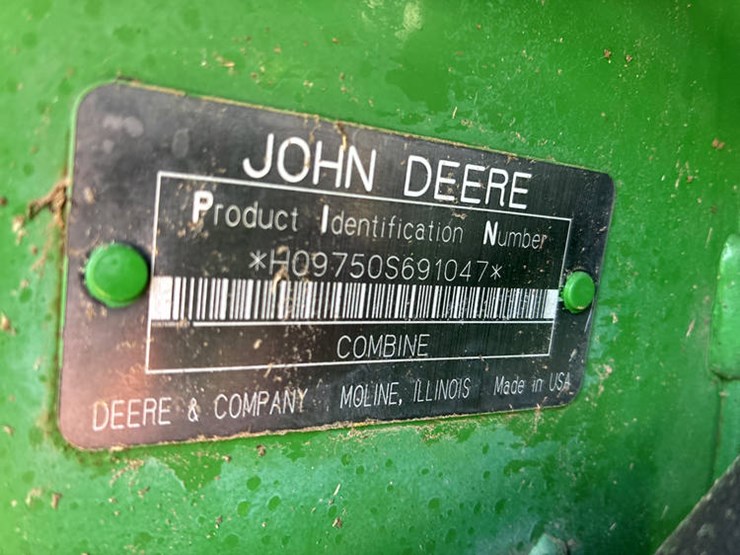 JOHN DEERE
Product Identification Number
*H09750S691047*
COMBINE
DEERE & COMPANY MOLINE, ILLINOIS Made in USA